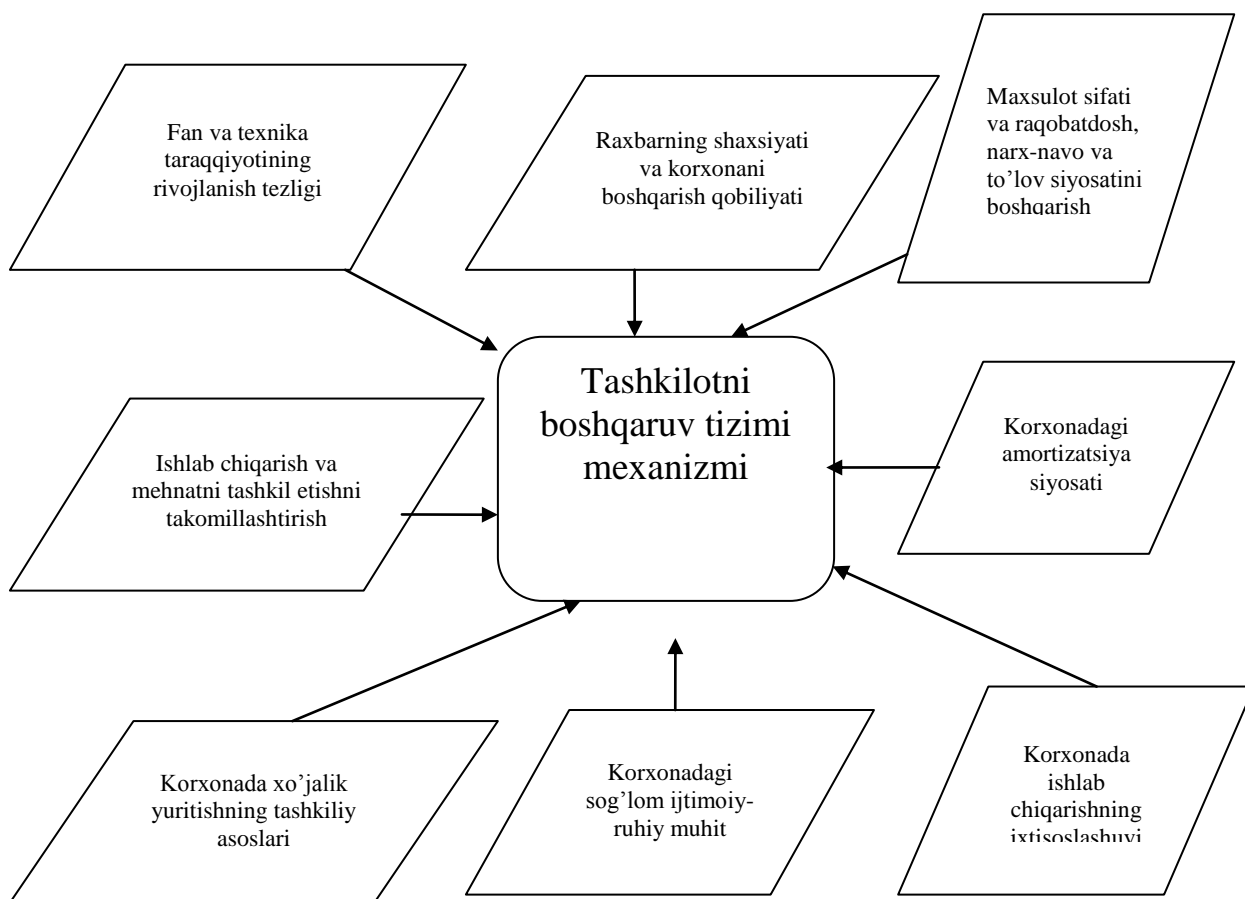 Fan va texnika
taraqqiyotining
rivojlanish tezligi
Raxbarning shaxsiyati
va korxonani
boshqarish qobiliyati
Maxsulot sifati
va raqobatdosh,
narx-navo va
to’lov siyosatini
boshqarish
Tashkilotni
boshqaruv tizimi
mexanizmi
Ishlab chiqarish va
mehnatni tashkil etishni
takomillashtirish
Korxonadagi
amortizatsiya
siyosati
Korxonada xo’jalik
yuritishning tashkiliy
asoslari
Korxonadagi
sog’lom ijtimoiy-
ruhiy muhit
Korxonada
ishlab
chiqarishning
ixtisoslashuvi